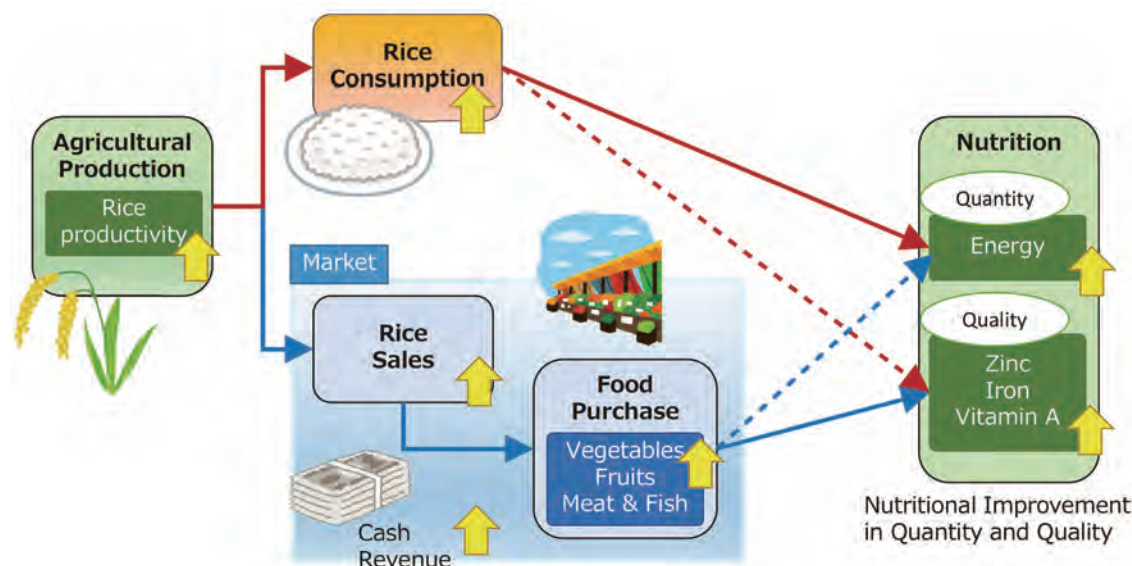 Rice
Consumption
Agricultural
Production
Rice
productivity
Market
Rice
Sales
Cash
Revenue
Food
Purchase
Vegetables
Fruits
Meat & Fish
Nutrition
Quantity
Energy
Quality
Zinc
Iron
Vitamin A
Nutritional Improvement
in Quantity and Quality